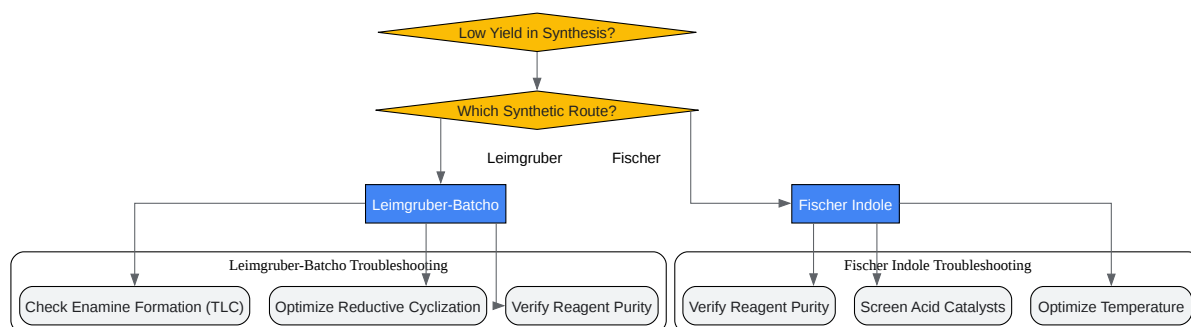 Low Yield in Synthesis?
Which Synthetic Route?
Leimgruber
Fischer
Leimgruber-Batcho
Fischer Indole
Leimgruber-Batcho Troubleshooting
Fischer Indole Troubleshooting
Check Enamine Formation (TLC)
Optimize Reductive Cyclization
Verify Reagent Purity
Verify Reagent Purity
Screen Acid Catalysts
Optimize Temperature